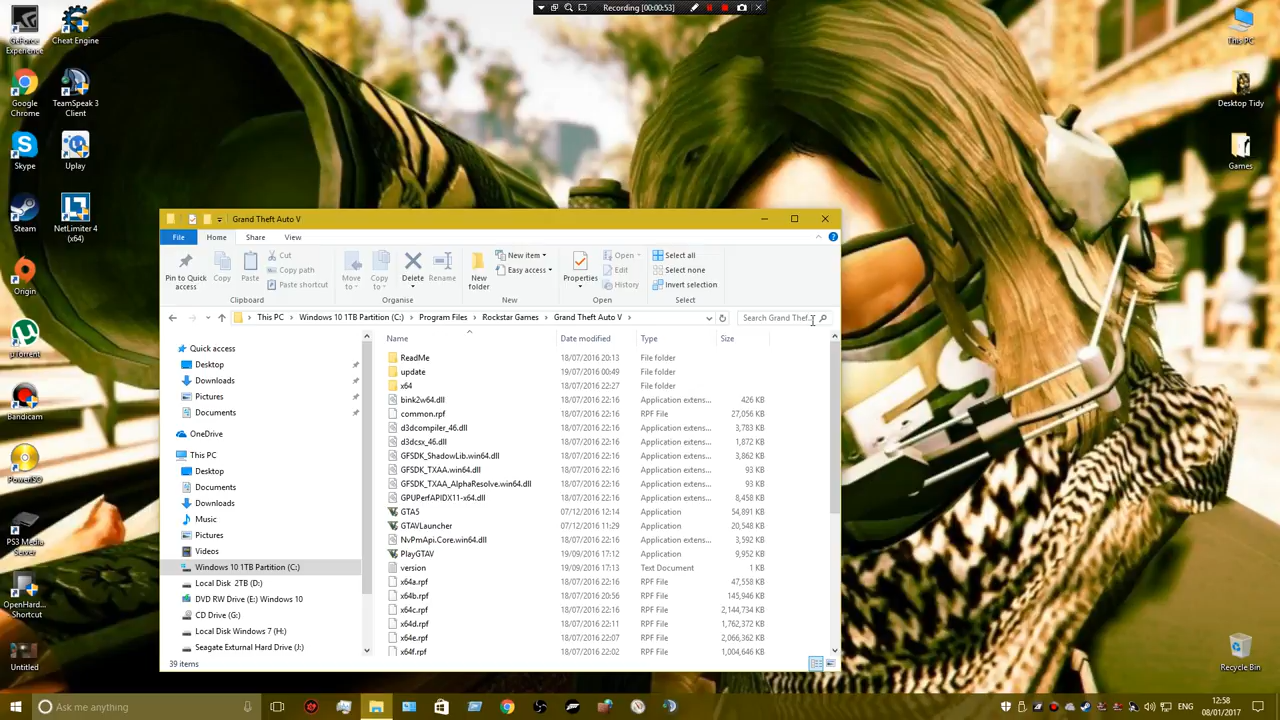 Recording [00:00:53]
GeForce Experience
Cheat Engine
Google Chrome
TeamSpeak 3 Client
Skype
Uplay
Steam
NetLimiter 4 (x64)
Origin
µTorrent
Bandicam
PowerISO
PS3 Media Server
OpenHard... - Shortcut
Untitled
This PC
Desktop Tidy
Games
Recycle Bin
Grand Theft Auto V
File Home Share View
Pin to Quick access
Copy
Paste
Cut
Copy path
Paste shortcut
Clipboard
Move to
Copy to
Delete
Rename
Organise
New folder
New item
Easy access
New
Properties
Open
Edit
History
Open
Select all
Select none
Invert selection
Select
This PC > Windows 10 1TB Partition (C:) > Program Files > Rockstar Games > Grand Theft Auto V >
Search Grand Thef...
Quick access
Desktop
Downloads
Pictures
Documents
OneDrive
This PC
Desktop
Documents
Downloads
Music
Pictures
Videos
Windows 10 1TB Partition (C:)
Local Disk 2TB (D:)
DVD RW Drive (E:) Windows 10
CD Drive (G:)
Local Disk Windows 7 (H:)
Seagate External Hard Drive (J:)
Name Date modified Type Size
ReadMe 18/07/2016 20:13 File folder
update 19/07/2016 00:49 File folder
x64 18/07/2016 22:27 File folder
bink2w64.dll 18/07/2016 22:16 Application extens... 426 KB
common.rpf 18/07/2016 22:16 RPF File 27,056 KB
d3dcompiler_46.dll 18/07/2016 22:16 Application extens... 3,783 KB
d3dcsx_46.dll 18/07/2016 22:16 Application extens... 1,872 KB
GFSDK_ShadowLib.win64.dll 18/07/2016 22:16 Application extens... 3,862 KB
GFSDK_TXAA.win64.dll 18/07/2016 22:16 Application extens... 93 KB
GFSDK_TXAA_AlphaResolve.win64.dll 18/07/2016 22:16 Application extens... 93 KB
GPUPerfAPIDX11-x64.dll 18/07/2016 22:16 Application extens... 8,458 KB
GTA5 07/12/2016 12:14 Application 54,891 KB
GTAVLauncher 07/12/2016 11:29 Application 20,548 KB
NvPmApi.Core.win64.dll 18/07/2016 22:16 Application extens... 3,592 KB
PlayGTAV 19/09/2016 17:12 Application 9,952 KB
version 19/09/2016 17:13 Text Document 1 KB
x64a.rpf 18/07/2016 22:16 RPF File 47,558 KB
x64b.rpf 18/07/2016 20:56 RPF File 145,946 KB
x64c.rpf 18/07/2016 22:16 RPF File 2,144,734 KB
x64d.rpf 18/07/2016 22:11 RPF File 1,762,372 KB
x64e.rpf 18/07/2016 22:07 RPF File 2,066,362 KB
x64f.rpf 18/07/2016 22:02 RPF File 1,004,646 KB
39 items
Ask me anything
ENG
12:58
08/01/2017